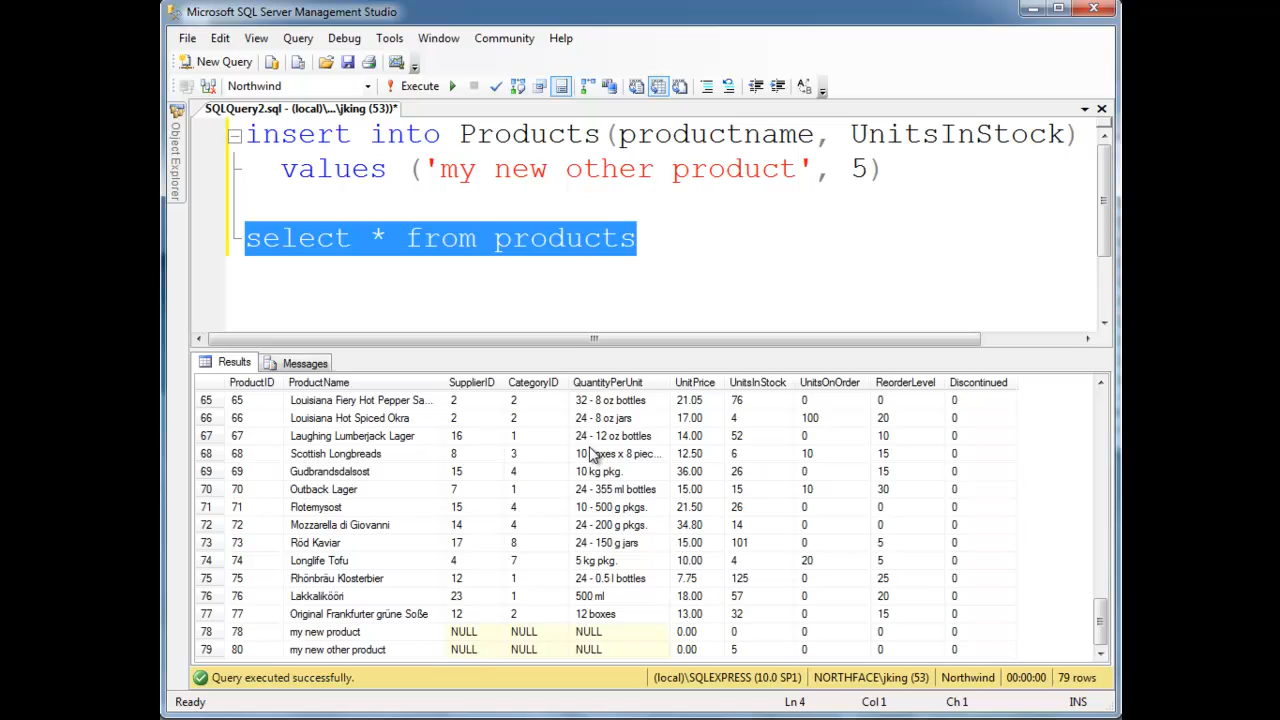 Microsoft SQL Server Management Studio
File Edit View Query Debug Tools Window Community Help
New Query
Northwind Execute
SQLQuery2.sql - (local)\...\jking (53))*
Object Explorer
insert into Products(productname, UnitsInStock)
values ('my new other product', 5)
select * from products
Results Messages
ProductID ProductName SupplierID CategoryID QuantityPerUnit UnitPrice UnitsInStock UnitsOnOrder ReorderLevel Discontinued
65 65 Louisiana Fiery Hot Pepper Sa... 2 2 32 - 8 oz bottles 21.05 76 0 0 0
66 66 Louisiana Hot Spiced Okra 2 2 24 - 8 oz jars 17.00 4 100 20 0
67 67 Laughing Lumberjack Lager 16 1 24 - 12 oz bottles 14.00 52 0 10 0
68 68 Scottish Longbreads 8 3 10 boxes x 8 piec... 12.50 6 10 15 0
69 69 Gudbrandsdalsost 15 4 10 kg pkg. 36.00 26 0 15 0
70 70 Outback Lager 7 1 24 - 355 ml bottles 15.00 15 10 30 0
71 71 Flotemysost 15 4 10 - 500 g pkgs. 21.50 26 0 0 0
72 72 Mozzarella di Giovanni 14 4 24 - 200 g pkgs. 34.80 14 0 0 0
73 73 Röd Kaviar 17 8 24 - 150 g jars 15.00 101 0 5 0
74 74 Longlife Tofu 4 7 5 kg pkg. 10.00 4 20 5 0
75 75 Rhönbräu Klosterbier 12 1 24 - 0.5 l bottles 7.75 125 0 25 0
76 76 Lakkalikööri 23 1 500 ml 18.00 57 0 20 0
77 77 Original Frankfurter grüne Soße 12 2 12 boxes 13.00 32 0 15 0
78 78 my new product NULL NULL NULL 0.00 0 0 0 0
79 80 my new other product NULL NULL NULL 0.00 5 0 0 0
Query executed successfully. (local)\SQLEXPRESS (10.0 SP1) NORTHFACE\jking (53) Northwind 00:00:00 79 rows
Ready Ln 4 Col 1 Ch 1 INS